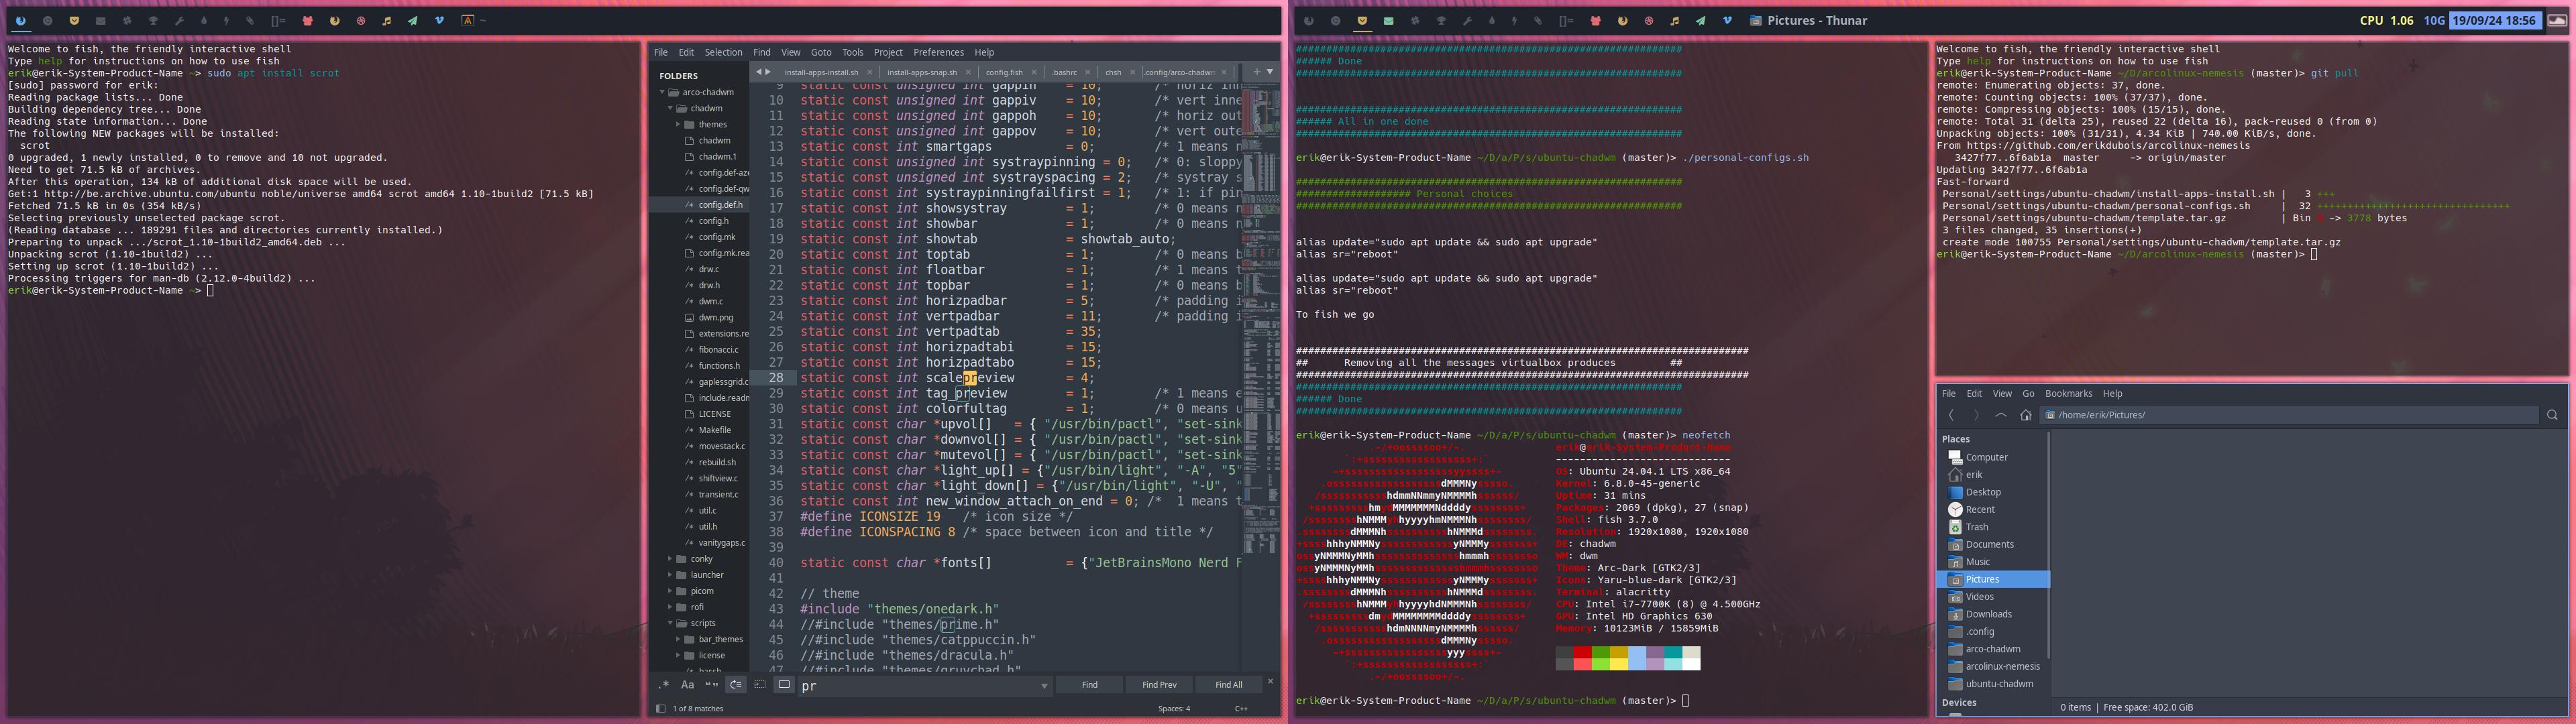 ~
Welcome to fish, the friendly interactive shell
Type help for instructions on how to use fish
erik@erik-System-Product-Name ~> sudo apt install scrot
[sudo] password for erik:
Reading package lists... Done
Building dependency tree... Done
Reading state information... Done
The following NEW packages will be installed:
  scrot
0 upgraded, 1 newly installed, 0 to remove and 10 not upgraded.
Need to get 71.5 kB of archives.
After this operation, 134 kB of additional disk space will be used.
Get:1 http://be.archive.ubuntu.com/ubuntu noble/universe amd64 scrot amd64 1.10-1build2 [71.5 kB]
Fetched 71.5 kB in 0s (354 kB/s)
Selecting previously unselected package scrot.
(Reading database ... 189291 files and directories currently installed.)
Preparing to unpack .../scrot_1.10-1build2_amd64.deb ...
Unpacking scrot (1.10-1build2) ...
Setting up scrot (1.10-1build2) ...
Processing triggers for man-db (2.12.0-4build2) ...
erik@erik-System-Product-Name ~>
File Edit Selection Find View Goto Tools Project Preferences Help
FOLDERS
arco-chadwm
chadwm
themes
chadwm
chadwm.1
config.def-aze
config.def-qw
config.def.h
config.h
config.mk
config.mk.rea
drw.c
drw.h
dwm.c
dwm.png
extensions.re
fibonacci.c
functions.h
gaplessgrid.c
include.readn
LICENSE
Makefile
movestack.c
rebuild.sh
shiftview.c
transient.c
util.c
util.h
vanitygaps.c
conky
launcher
picom
rofi
scripts
bar_themes
license
install-apps-install.sh install-apps-snap.sh config.fish .bashrc chsh .config/arco-chadwm
9 static const unsigned int gappih = 10; /* horiz inn
10 static const unsigned int gappiv = 10; /* vert inne
11 static const unsigned int gappoh = 10; /* horiz out
12 static const unsigned int gappov = 10; /* vert oute
13 static const int smartgaps = 0; /* 1 means n
14 static const unsigned int systraypinning = 0; /* 0: sloppy
15 static const unsigned int systrayspacing = 2; /* systray s
16 static const int systraypinningfailfirst = 1; /* 1: if pin
17 static const int showsystray = 1; /* 0 means n
18 static const int showbar = 1; /* 0 means n
19 static const int showtab = showtab_auto;
20 static const int toptab = 1; /* 0 means b
21 static const int floatbar = 1; /* 1 means t
22 static const int topbar = 1; /* 0 means b
23 static const int horizpadbar = 5; /* padding i
24 static const int vertpadbar = 11; /* padding i
25 static const int vertpadtab = 35;
26 static const int horizpadtabi = 15;
27 static const int horizpadtabo = 15;
28 static const int scalepreview = 4;
29 static const int tag_preview = 1; /* 1 means e
30 static const int colorfultag = 1; /* 0 means u
31 static const char *upvol[] = { "/usr/bin/pactl", "set-sink
32 static const char *downvol[] = { "/usr/bin/pactl", "set-sink
33 static const char *mutevol[] = { "/usr/bin/pactl", "set-sink
34 static const char *light_up[] = {"/usr/bin/light", "-A", "5"
35 static const char *light_down[] = {"/usr/bin/light", "-U", "
36 static const int new_window_attach_on_end = 0; /* 1 means t
37 #define ICONSIZE 19 /* icon size */
38 #define ICONSPACING 8 /* space between icon and title */
39
40 static const char *fonts[] = {"JetBrainsMono Nerd F
41
42 // theme
43 #include "themes/onedark.h"
44 //#include "themes/prime.h"
45 //#include "themes/catppuccin.h"
46 //#include "themes/dracula.h"
47 //#include "themes/gruvchad.h"
pr
Find Find Prev Find All
1 of 8 matches Spaces: 4 C++
Pictures - Thunar CPU 1.06 10G 19/09/24 18:56
################################################################
###### Done
################################################################
################################################################
###### All in one done
################################################################
erik@erik-System-Product-Name ~/D/a/P/s/ubuntu-chadwm (master)> ./personal-configs.sh
################################################################
################### Personal choices
################################################################
alias update="sudo apt update && sudo apt upgrade"
alias sr="reboot"
alias update="sudo apt update && sudo apt upgrade"
alias sr="reboot"
To fish we go
###########################################################################
##      Removing all the messages virtualbox produces         ##
###########################################################################
################################################################
###### Done
################################################################
erik@erik-System-Product-Name ~/D/a/P/s/ubuntu-chadwm (master)> neofetch
erik@erik-System-Product-Name
-----------------------------
OS: Ubuntu 24.04.1 LTS x86_64
Kernel: 6.8.0-45-generic
Uptime: 31 mins
Packages: 2069 (dpkg), 27 (snap)
Shell: fish 3.7.0
Resolution: 1920x1080, 1920x1080
DE: chadwm
WM: dwm
Theme: Arc-Dark [GTK2/3]
Icons: Yaru-blue-dark [GTK2/3]
Terminal: alacritty
CPU: Intel i7-7700K (8) @ 4.500GHz
GPU: Intel HD Graphics 630
Memory: 10123MiB / 15859MiB
erik@erik-System-Product-Name ~/D/a/P/s/ubuntu-chadwm (master)>
Welcome to fish, the friendly interactive shell
Type help for instructions on how to use fish
erik@erik-System-Product-Name ~/D/arcolinux-nemesis (master)> git pull
remote: Enumerating objects: 37, done.
remote: Counting objects: 100% (37/37), done.
remote: Compressing objects: 100% (15/15), done.
remote: Total 31 (delta 25), reused 22 (delta 16), pack-reused 0 (from 0)
Unpacking objects: 100% (31/31), 4.34 KiB | 740.00 KiB/s, done.
From https://github.com/erikdubois/arcolinux-nemesis
   3427f77..6f6ab1a  master     -> origin/master
Updating 3427f77..6f6ab1a
Fast-forward
 Personal/settings/ubuntu-chadwm/install-apps-install.sh |   3 +++
 Personal/settings/ubuntu-chadwm/personal-configs.sh     |  32 ++++++++++++++++++++++++++++++++
 Personal/settings/ubuntu-chadwm/template.tar.gz         | Bin 0 -> 3778 bytes
 3 files changed, 35 insertions(+)
 create mode 100755 Personal/settings/ubuntu-chadwm/template.tar.gz
erik@erik-System-Product-Name ~/D/arcolinux-nemesis (master)>
File Edit View Go Bookmarks Help
/home/erik/Pictures/
Places
Computer
erik
Desktop
Recent
Trash
Documents
Music
Pictures
Videos
Downloads
.config
arco-chadwm
arcolinux-nemesis
ubuntu-chadwm
Devices
0 items | Free space: 402.0 GiB